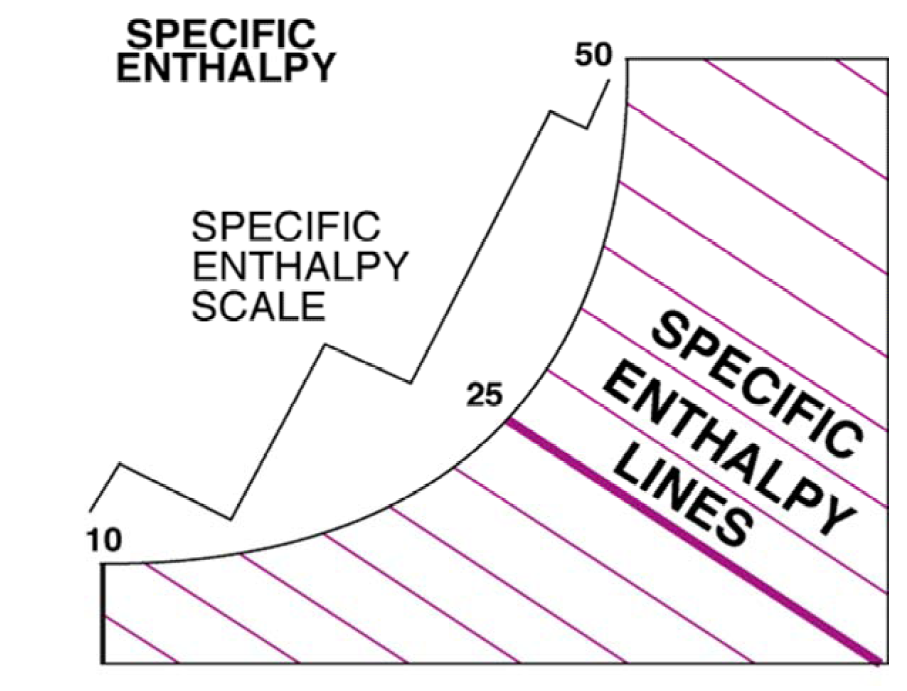 SPECIFIC
ENTHALPY
50
SPECIFIC
ENTHALPY
SCALE
SPECIFIC
ENTHALPY
LINES
25
10